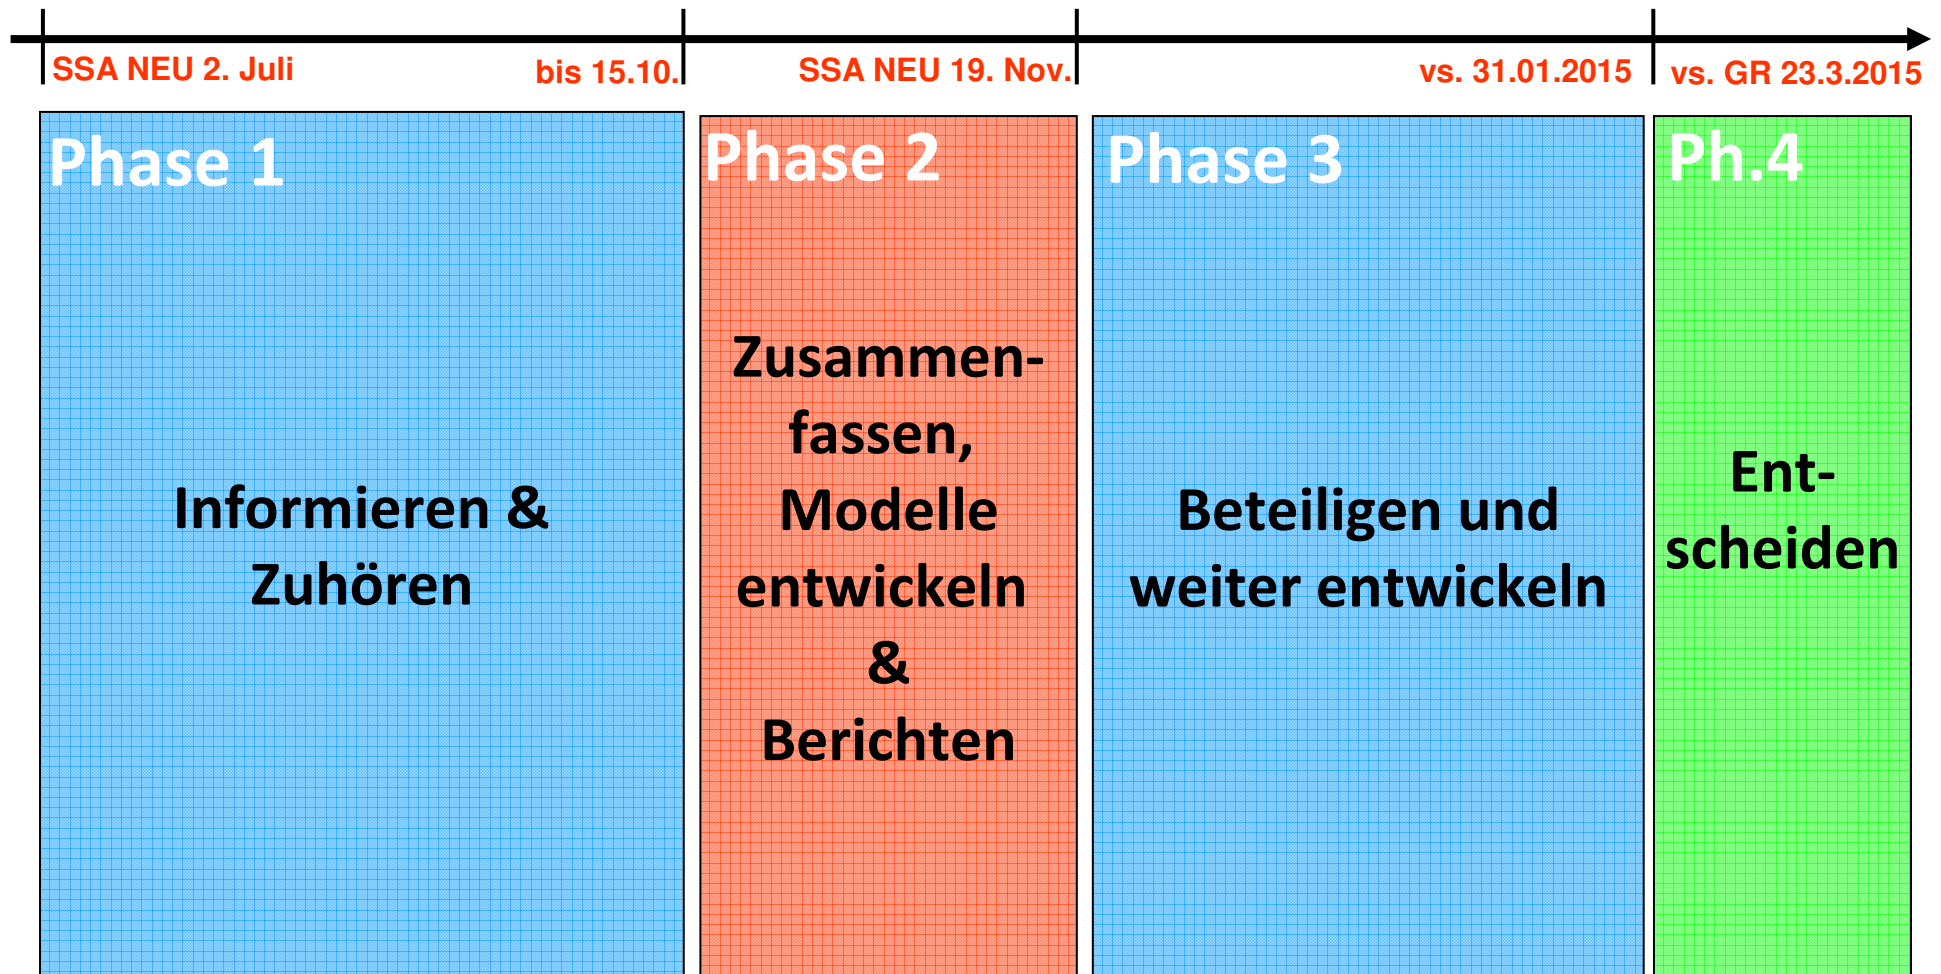 SSA NEU 2. Juli
bis 15.10.
SSA NEU 19. Nov.
vs. 31.01.2015
vs. GR 23.3.2015
Phase 1
Informieren &
Zuhören
Phase 2
Zusammen-
fassen,
Modelle
entwickeln
&
Berichten
Phase 3
Beteiligen und
weiter entwickeln
Ph.4
Ent-
scheiden